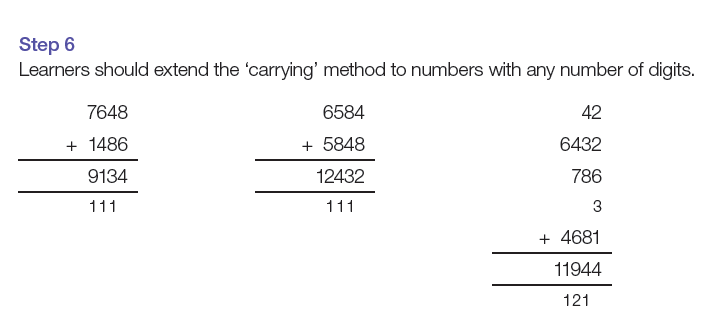 Step 6
Learners should extend the ‘carrying’ method to numbers with any number of digits.
7648 6584 42
+ 1486 + 5848 6432
9134 12432 786
111 111 3
+ 4681
11944
121